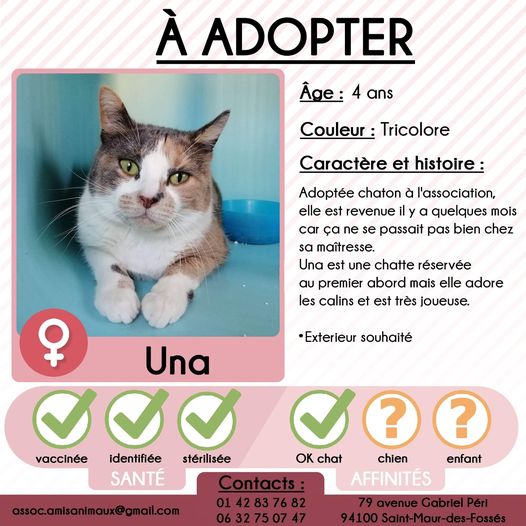 À ADOPTER
Âge : 4 ans
Couleur : Tricolore
Caractère et histoire :
Adoptée chaton à l'association,
elle est revenue il y a quelques mois
car ça ne se passait pas bien chez
sa maîtresse.
Una est une chatte réservée
au premier abord mais elle adore
les calins et est très joueuse.
•Exterieur souhaité
Una
vaccinée
identifiée
stérilisée
OK chat
? chien
? enfant
SANTÉ
AFFINITÉS
Contacts :
assoc.amisanimaux@gmail.com
01 42 83 76 82
06 32 75 07 47
79 avenue Gabriel Péri
94100 Saint-Maur-des-Fossés